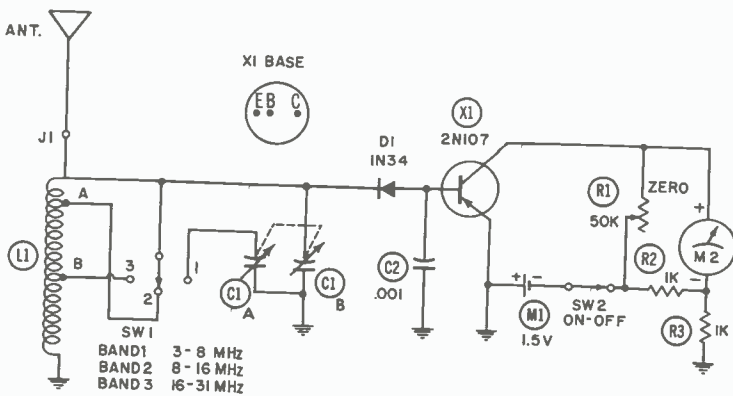 ANT.
X1 BASE
E B C
X1
2N107
J1
D1
1N34
A
R1
ZERO
50K
+
L1
B
3
1
2
C1
A
C1
B
C2
.001
M2
R2
1K
-
+ -
SW1
M1
1.5V
SW2
ON-OFF
R3
1K
BAND1 3-8 MHz
BAND2 8-16 MHz
BAND3 16-31 MHz